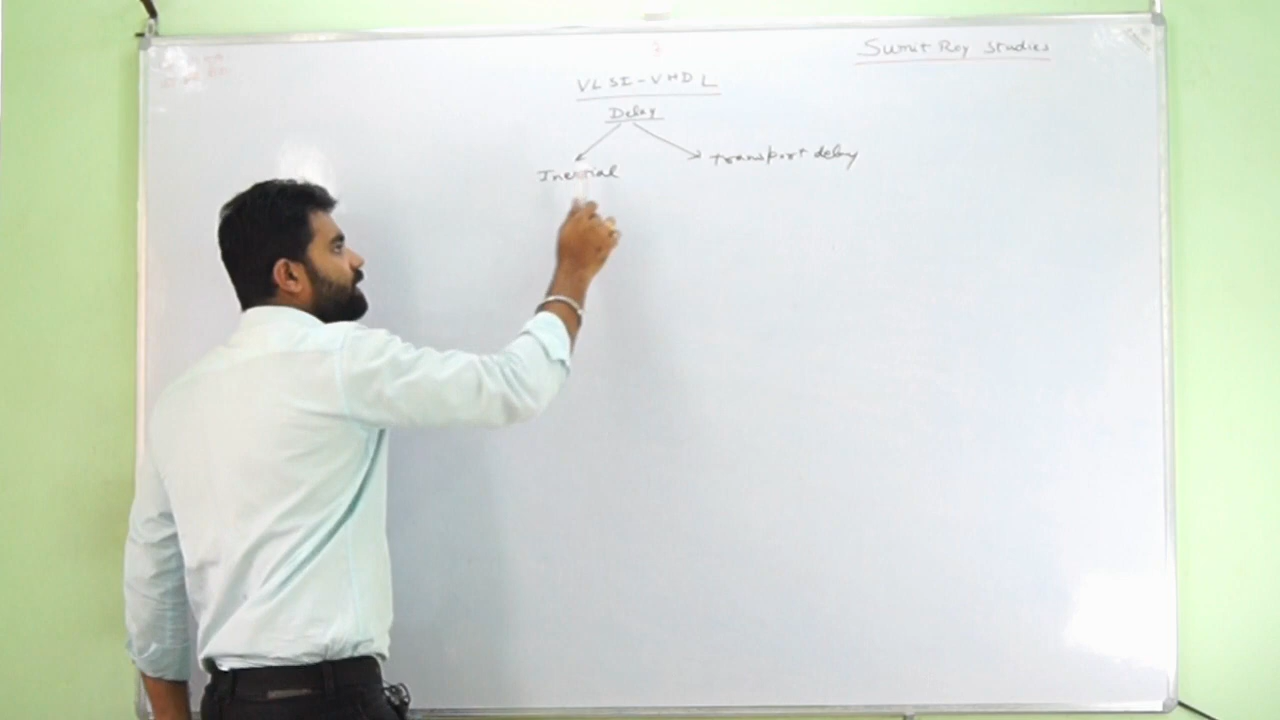 Sumit Roy Studies
VLSI-VHDL
Delay
Inertial
transport delay